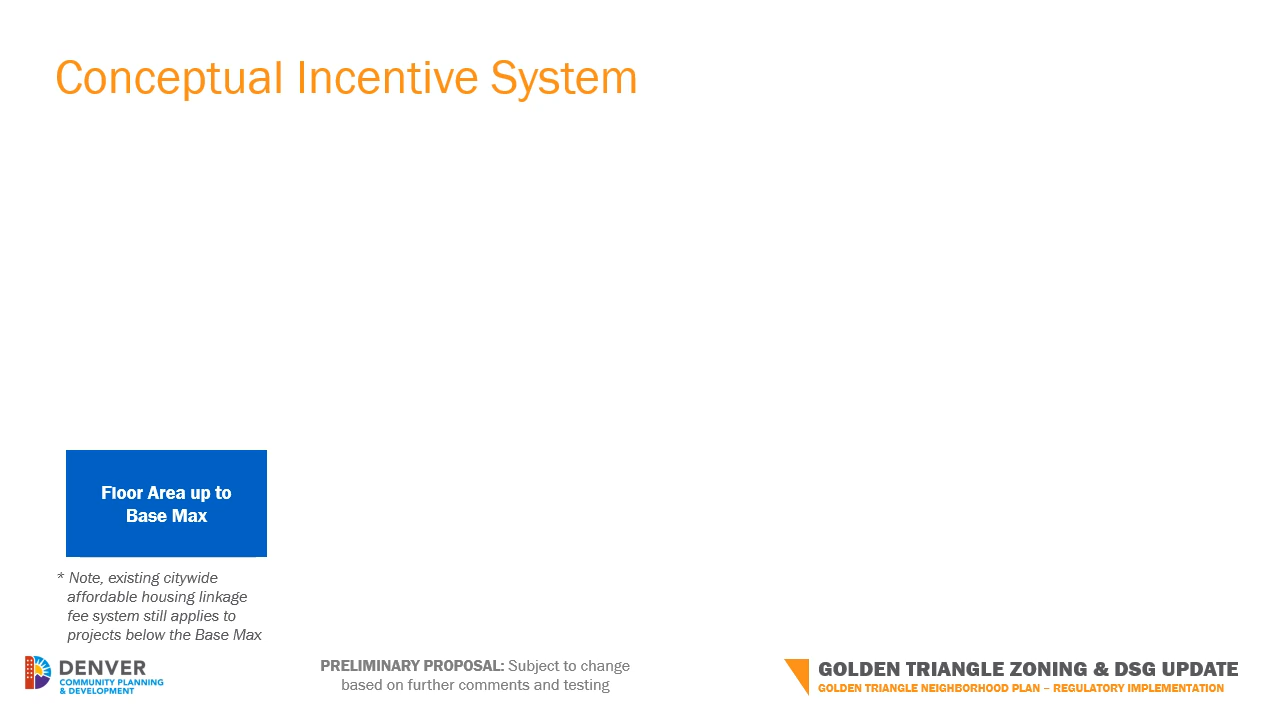 Conceptual Incentive System
Floor Area up to
Base Max
* Note, existing citywide
affordable housing linkage
fee system still applies to
projects below the Base Max
DENVER
COMMUNITY PLANNING
& DEVELOPMENT
PRELIMINARY PROPOSAL: Subject to change
based on further comments and testing
GOLDEN TRIANGLE ZONING & DSG UPDATE
GOLDEN TRIANGLE NEIGHBORHOOD PLAN – REGULATORY IMPLEMENTATION